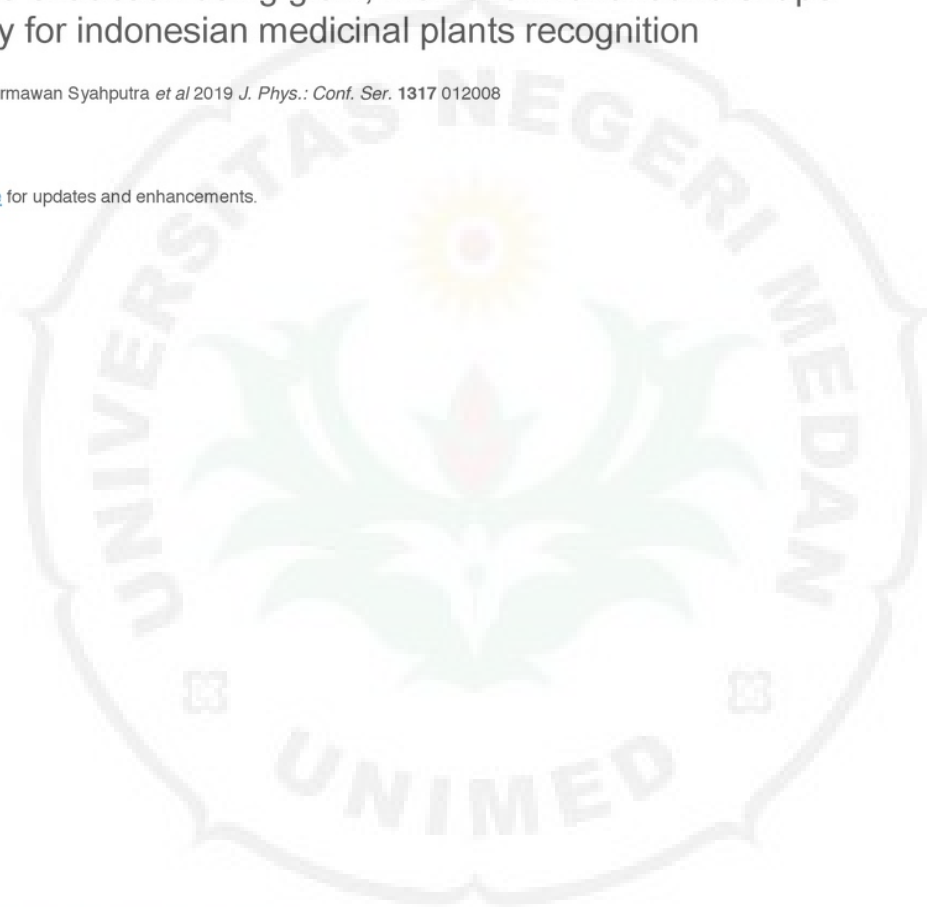 y for indonesian medicinal plants recognition
rmawan Syahputra et al 2019 J. Phys.: Conf. Ser. 1317 012008
for updates and enhancements.
UNIVERSITAS NEGERI MEDAN
UNIMED